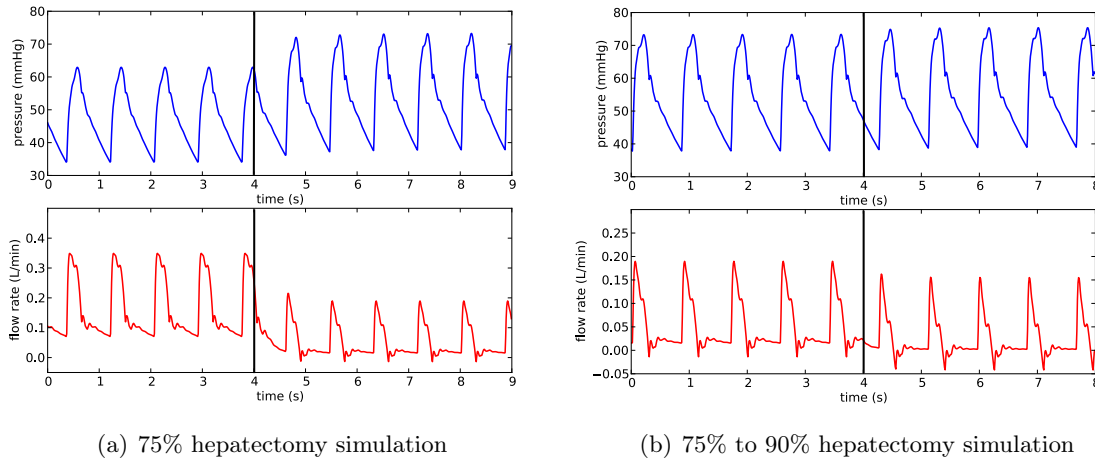 80
70
60
50
40
30
pressure (mmHg)
0 1 2 3 4 5 6 7 8 9
time (s)
0.4
0.3
0.2
0.1
0.0
flow rate (L/min)
0 1 2 3 4 5 6 7 8 9
time (s)
(a) 75% hepatectomy simulation
80
70
60
50
40
30
pressure (mmHg)
0 1 2 3 4 5 6 7 8
time (s)
0.25
0.20
0.15
0.10
0.05
0.00
−0.05
flow rate (L/min)
0 1 2 3 4 5 6 7 8
time (s)
(b) 75% to 90% hepatectomy simulation